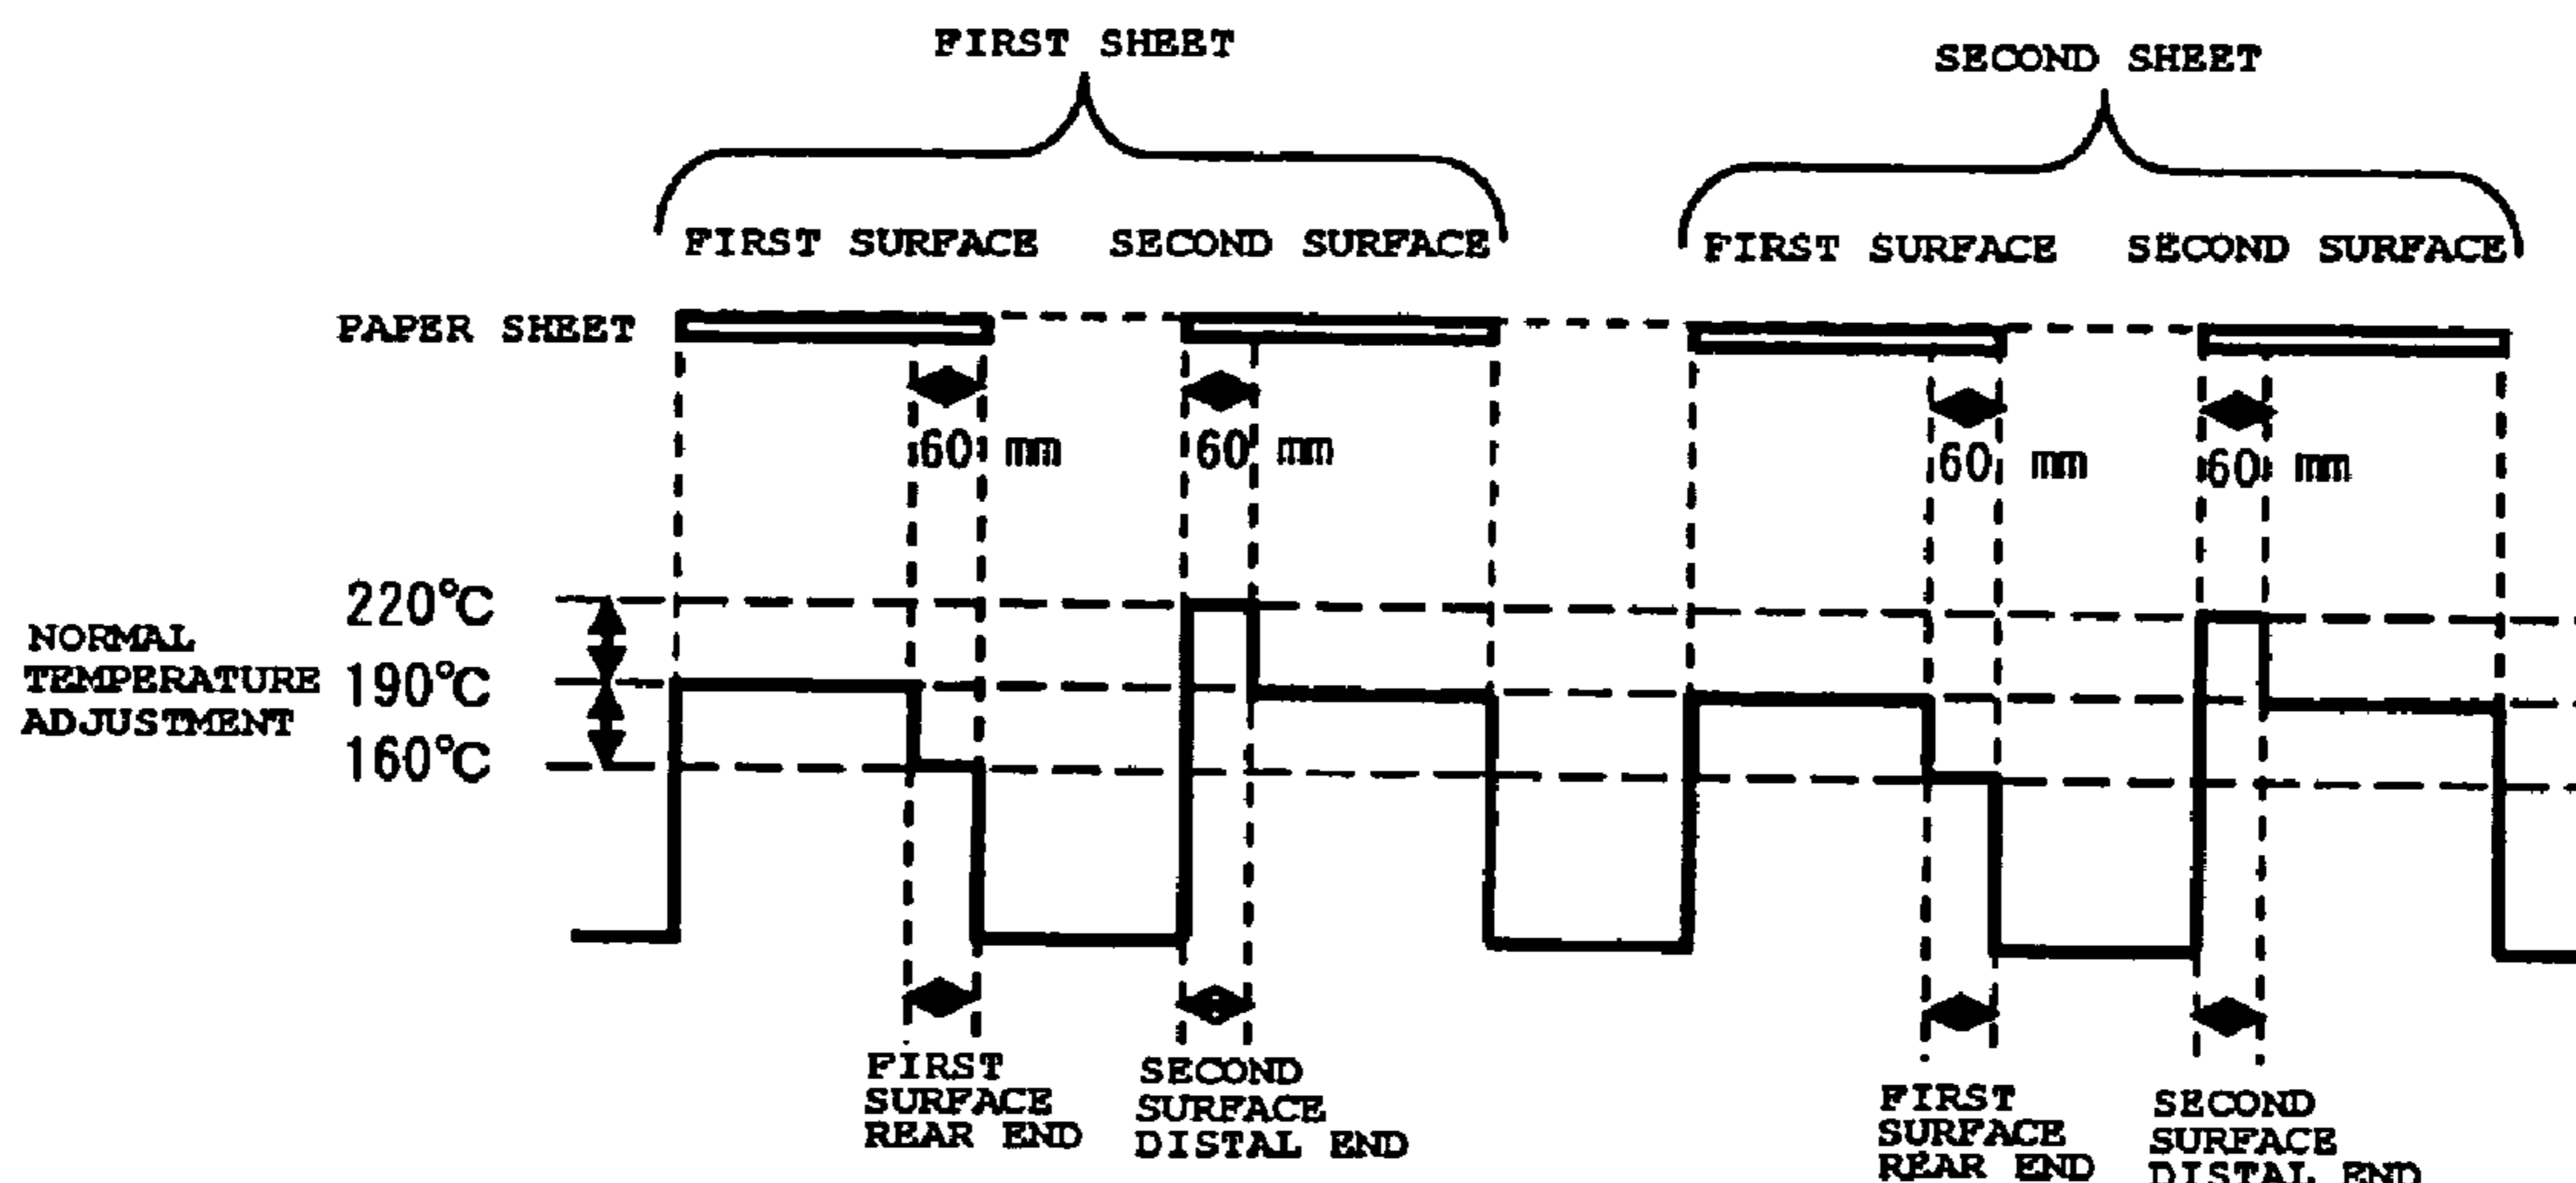 FIRST SHEET
SECOND SHEET
FIRST SURFACE SECOND SURFACE
FIRST SURFACE SECOND SURFACE
PAPER SHEET
60 mm
60 mm
60 mm
60 mm
220℃
NORMAL
TEMPERATURE
ADJUSTMENT
190℃
160℃
FIRST
SURFACE
REAR END
SECOND
SURFACE
DISTAL END
FIRST
SURFACE
REAR END
SECOND
SURFACE
DISTAL END